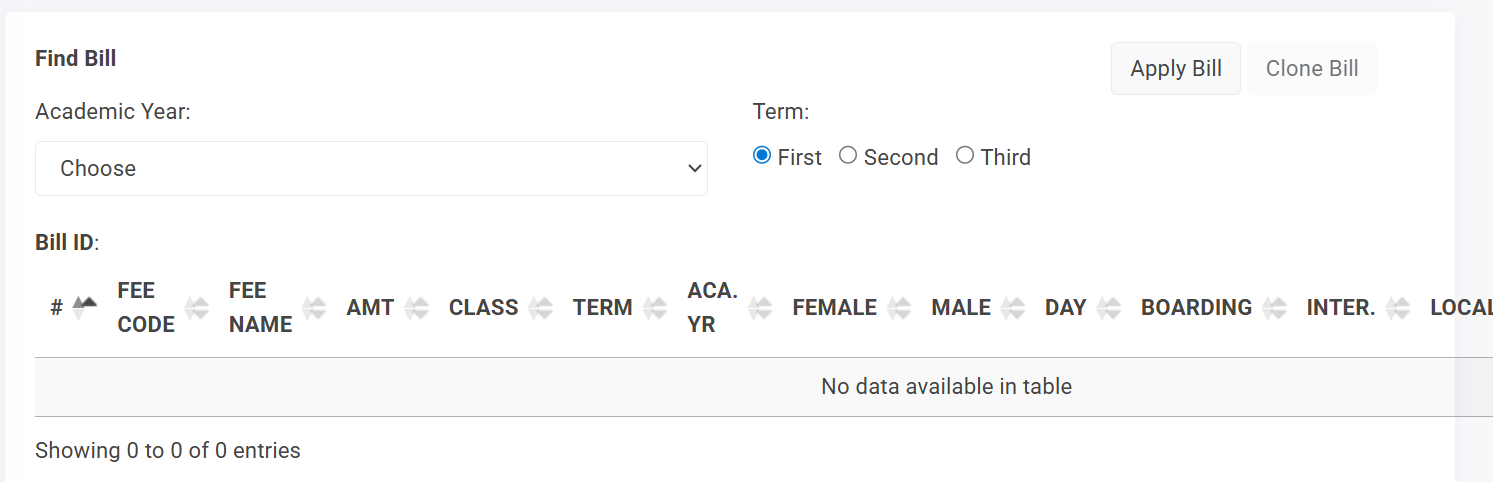 Find Bill
Apply Bill
Clone Bill
Academic Year:
Term:
Choose
First
Second
Third
Bill ID:
# FEE CODE FEE NAME AMT CLASS TERM ACA. YR FEMALE MALE DAY BOARDING INTER. LOCAL
No data available in table
Showing 0 to 0 of 0 entries